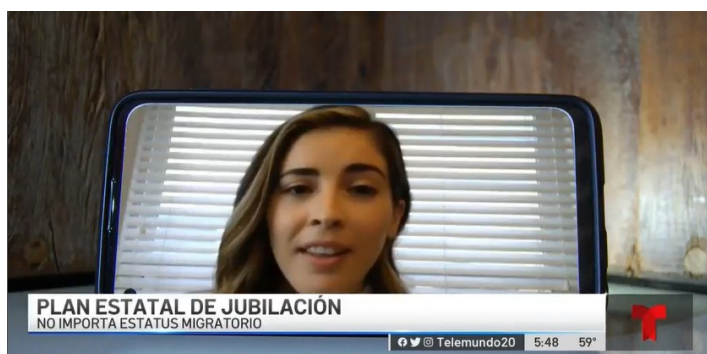 PLAN ESTATAL DE JUBILACIÓN
NO IMPORTA ESTATUS MIGRATORIO
Telemundo20 5:48 59°